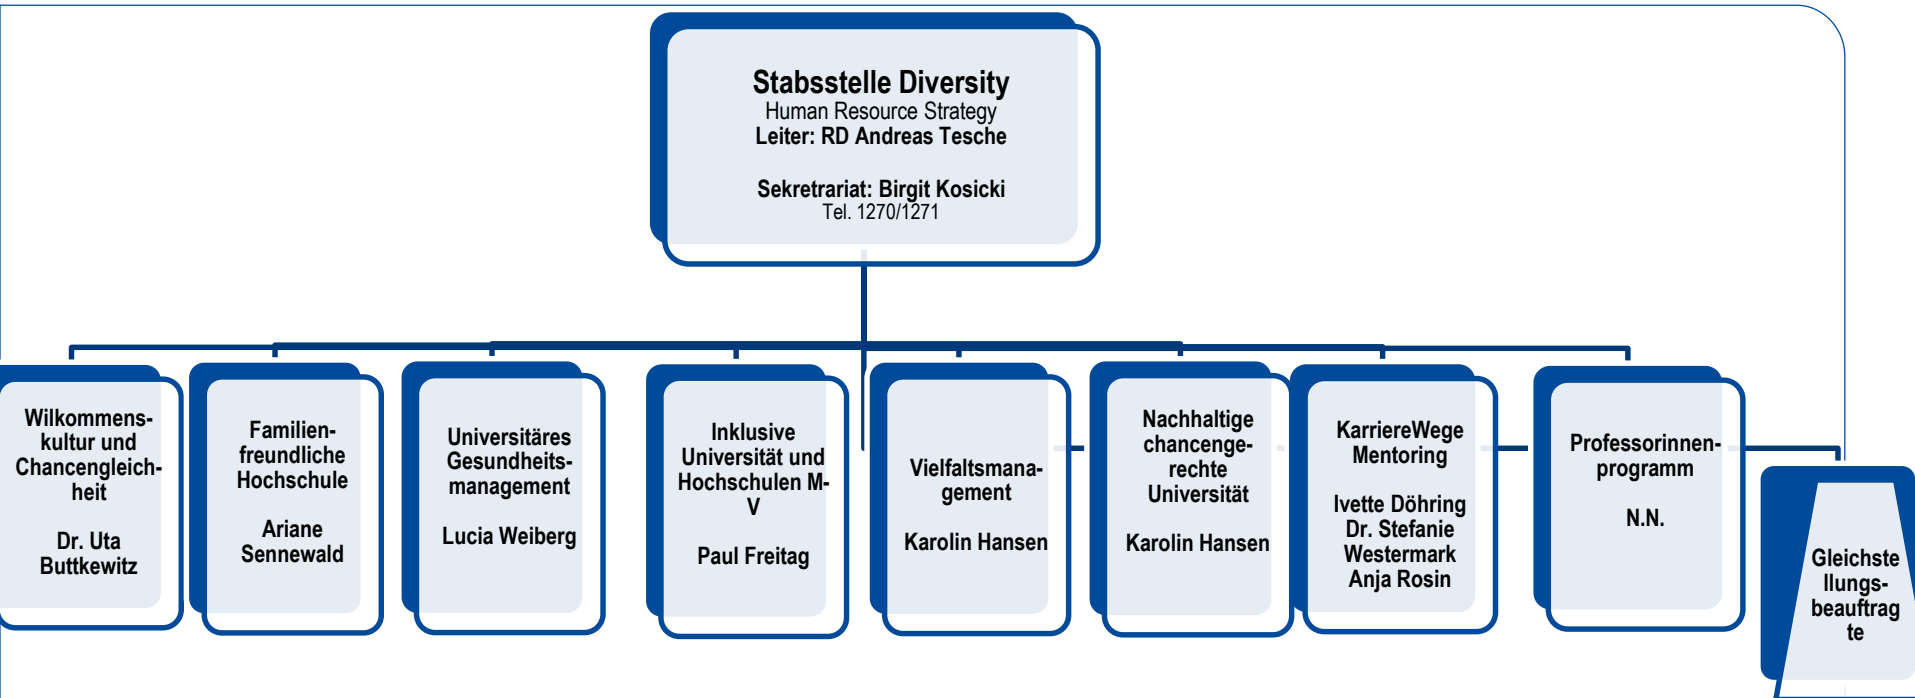 Stabsstelle Diversity
Human Resource Strategy
Leiter: RD Andreas Tesche
Sekretrariat: Birgit Kosicki
Tel. 1270/1271
Wilkommens-
kultur und
Chancengleich-
heit
Dr. Uta
Buttkewitz
Familien-
freundliche
Hochschule
Ariane
Sennewald
Universitäres
Gesundheits-
management
Lucia Weiberg
Inklusive
Universität und
Hochschulen M-
V
Paul Freitag
Vielfaltsmana-
gement
Karolin Hansen
Nachhaltige
chancenge-
rechte
Universität
Karolin Hansen
KarriereWege
Mentoring
Ivette Döhring
Dr. Stefanie
Westermark
Anja Rosin
Professorinnen-
programm
N.N.
Gleichste
llungs-
beauftrag
te